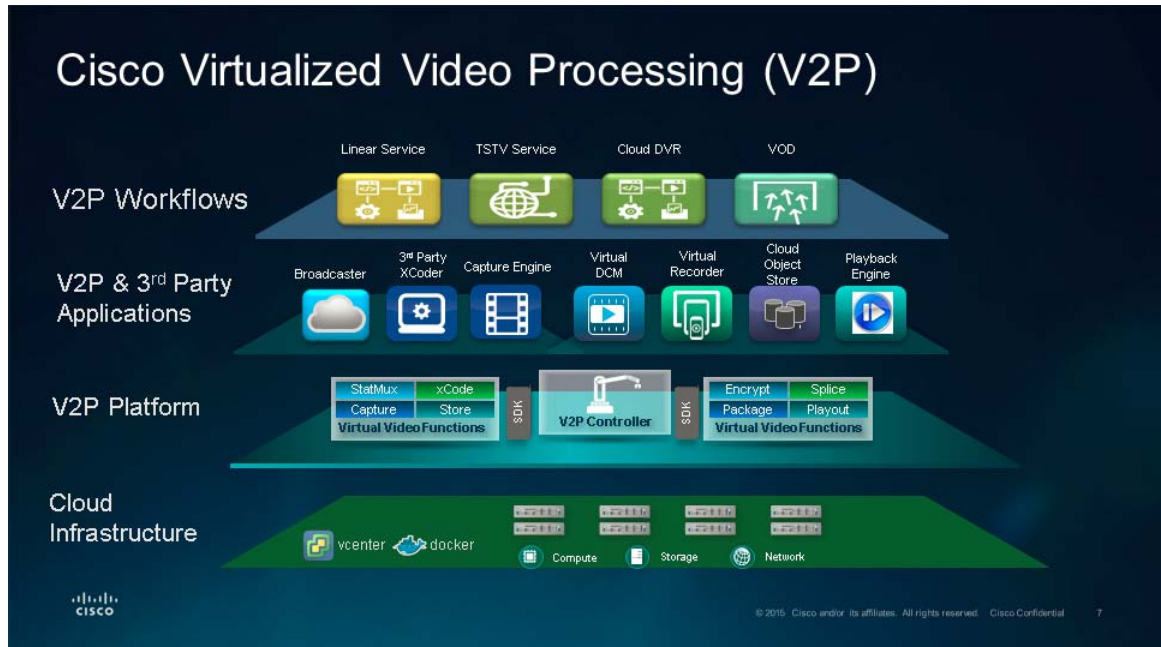 Cisco Virtualized Video Processing (V2P)
Linear Service
TSTV Service
Cloud DVR
VOD
V2P Workflows
V2P & 3rd Party
Applications
Broadcaster
3rd Party
XCoder
Capture Engine
Virtual
DCM
Virtual
Recorder
Cloud
Object
Store
Playback
Engine
V2P Platform
StatMux
xCode
Capture
Store
Virtual Video Functions
SDK
V2P Controller
SDK
Encrypt
Splice
Package
Playout
Virtual Video Functions
Cloud
Infrastructure
vcenter
docker
Compute
Storage
Network
CISCO
© 2015 Cisco and/or its affiliates. All rights reserved. Cisco Confidential
7